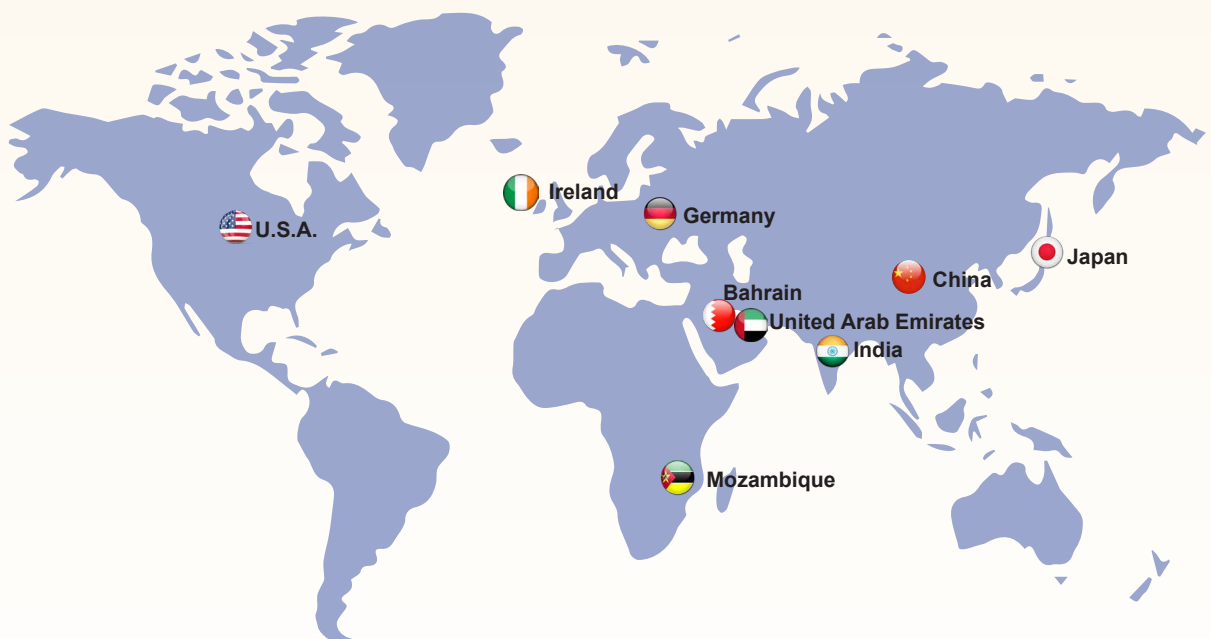 Ireland
Germany
U.S.A.
Japan
China
Bahrain
United Arab Emirates
India
Mozambique